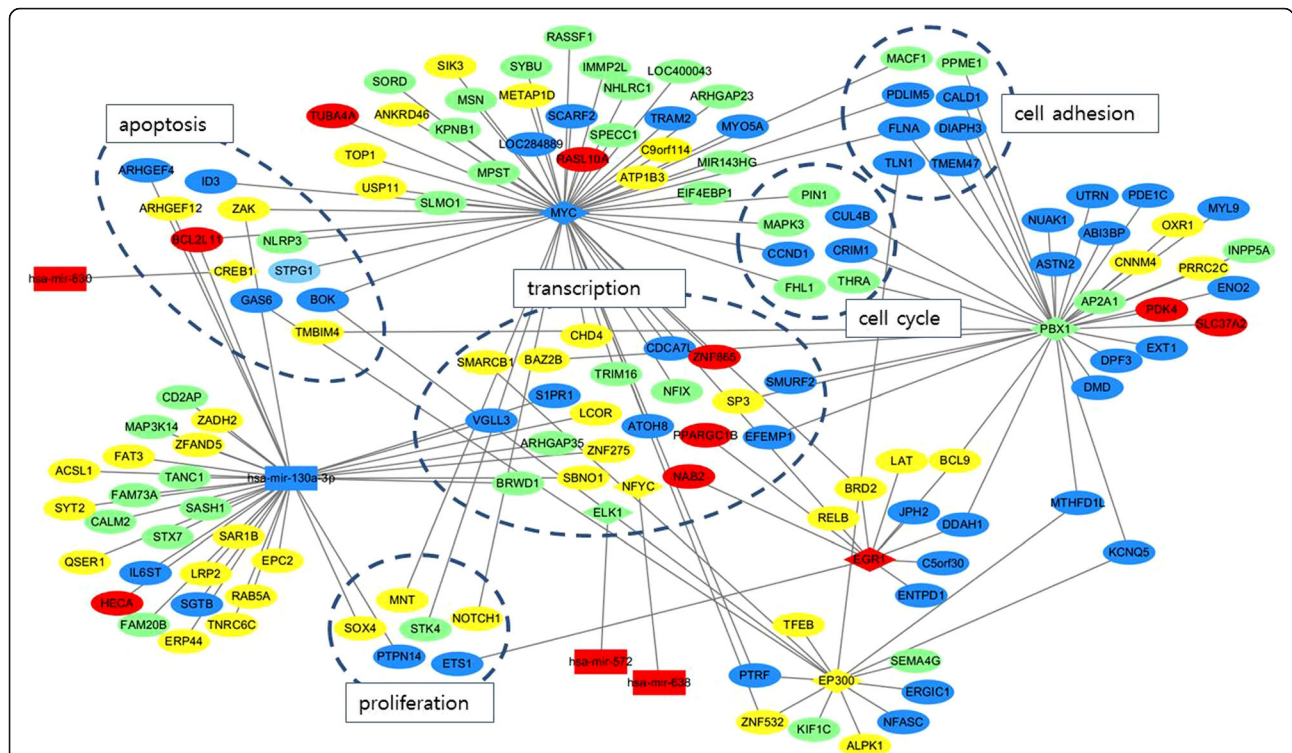 RASSF1
MACF1
PPME1
SIK3
SYBU
IMMP2L
LOC400043
SORD
METAP1D
NHLRC1
MSN
ARHGAP23
PDLIM5
CALD1
cell adhesion
TUBA4A
ANKRD46
SCARF2
TRAM2
apoptosis
KPNB1
SPECC1
MYO5A
FLNA
DIAPH3
LOC284889
C9orf114
TOP1
RASL10A
MIR143HG
TLN1
TMEM47
ARHGEF4
MPST
ATP1B3
ID3
USP11
EIF4EBP1
PIN1
UTRN
PDE1C
SLMO1
ARHGEF12
ZAK
MYC
MAPK3
CUL4B
NUAK1
ABI3BP
MYL9
OXR1
BCL2L11
NLRP3
CCND1
CRIM1
ASTN2
CNNM4
INPP5A
PRRC2C
CREB1
STPG1
hsa-mir-630
FHL1
THRA
ENO2
GAS6
BOK
transcription
AP2A1
PDK4
cell cycle
PBX1
SLC37A2
TMBIM4
CHD4
CDCA7L
ZNF865
EXT1
SMARCB1
BAZ2B
DPF3
TRIM16
NFIX
SMURF2
DMD
CD2AP
S1PR1
SP3
MAP3K14
ZADH2
LCOR
VGLL3
ATOH8
PPARGC1B
EFEMP1
ZFAND5
ARHGAP35
ZNF275
FAT3
LAT
BCL9
ACSL1
TANC1
hsa-mir-130a-3p
SBNO1
NAB2
BRWD1
NFYC
BRD2
FAM73A
MTHFD1L
SYT2
SASH1
ELK1
RELB
JPH2
DDAH1
CALM2
STX7
SAR1B
KCNQ5
QSER1
EPC2
EGR1
C5orf30
IL6ST
LRP2
RAB5A
ENTPD1
HECA
SGTB
MNT
NOTCH1
FAM20B
TNRC6C
SOX4
STK4
TFEB
ERP44
PTPN14
ETS1
hsa-mir-572
SEMA4G
PTRF
EP300
hsa-mir-638
ERGIC1
proliferation
ZNF532
KIF1C
NFASC
ALPK1